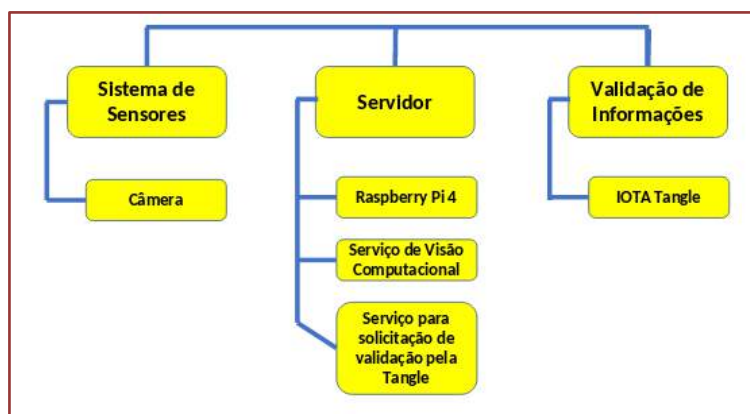 Sistema de
Sensores
Câmera
Servidor
Raspberry Pi 4
Serviço de Visão
Computacional
Serviço para
solicitação de
validação pela
Tangle
Validação de
Informações
IOTA Tangle